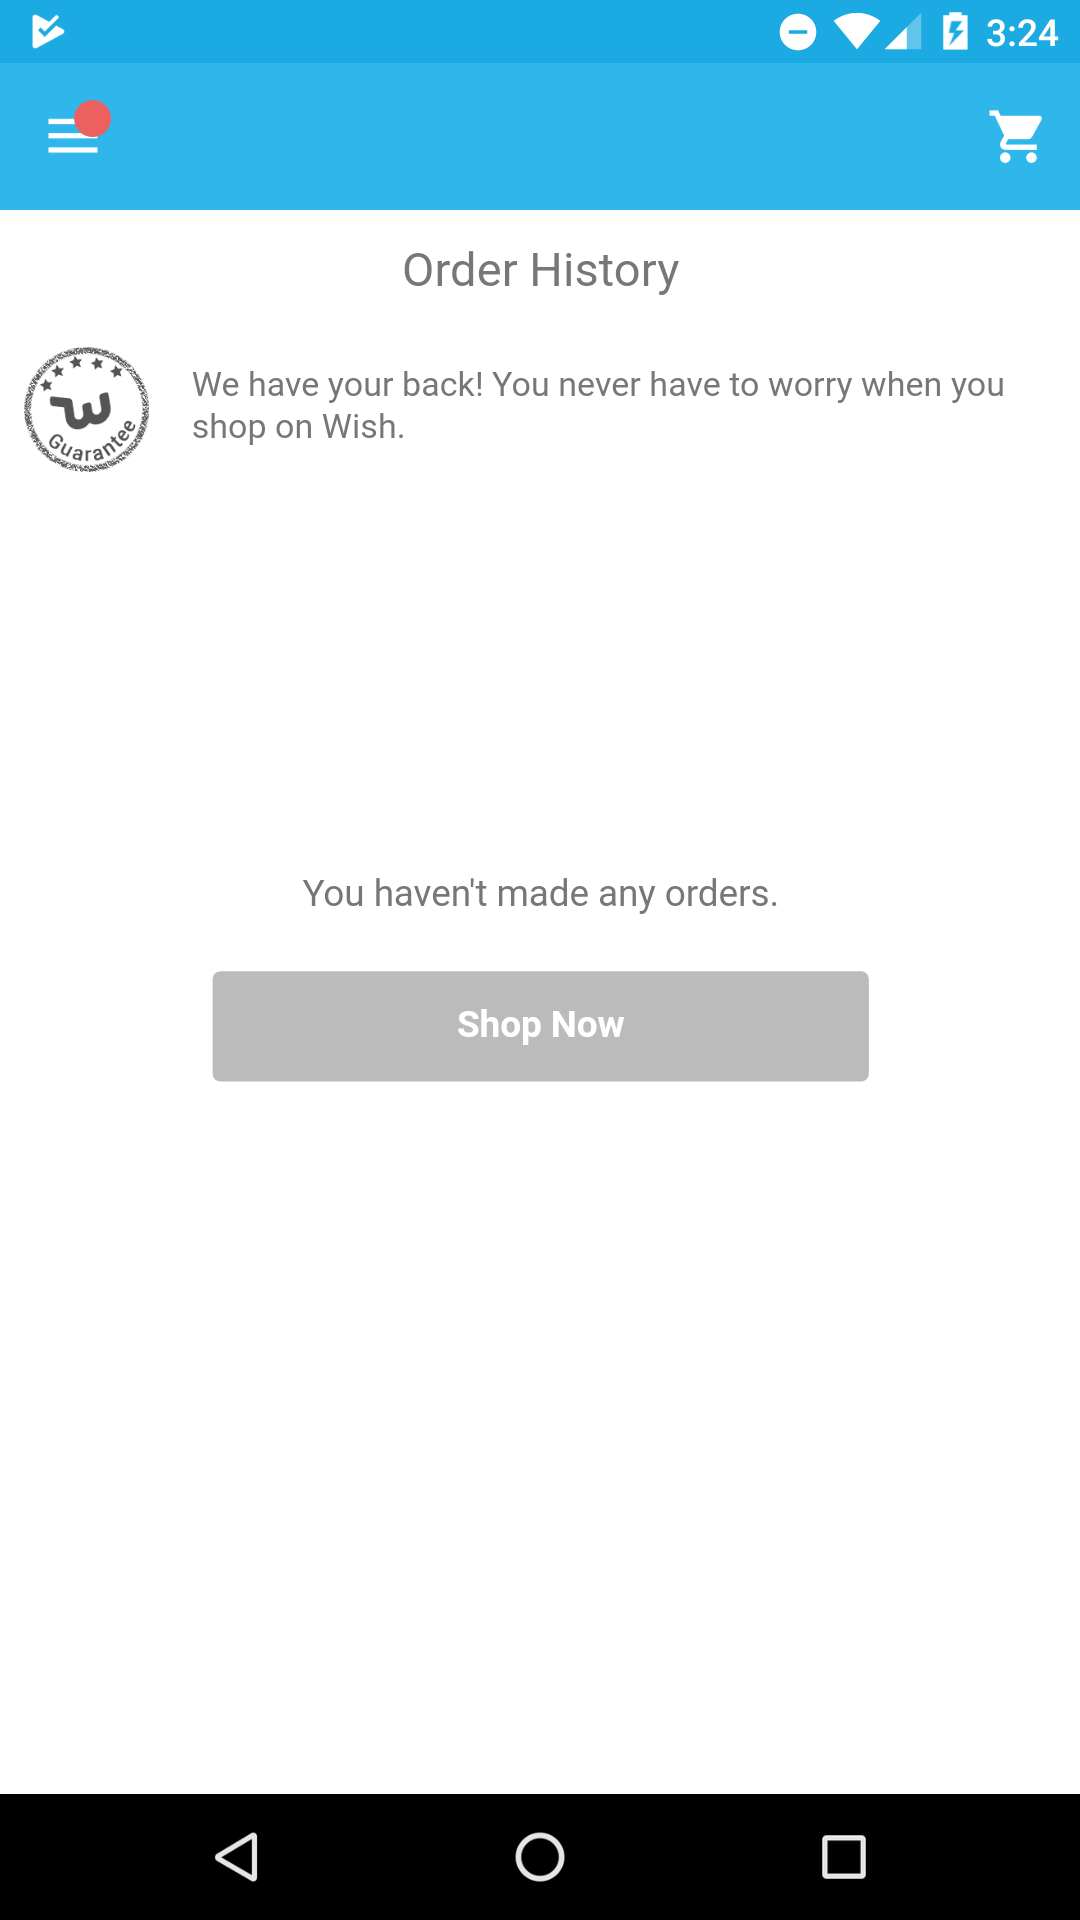 3:24
Order History
We have your back! You never have to worry when you
shop on Wish.
Guarantee
You haven't made any orders.
Shop Now